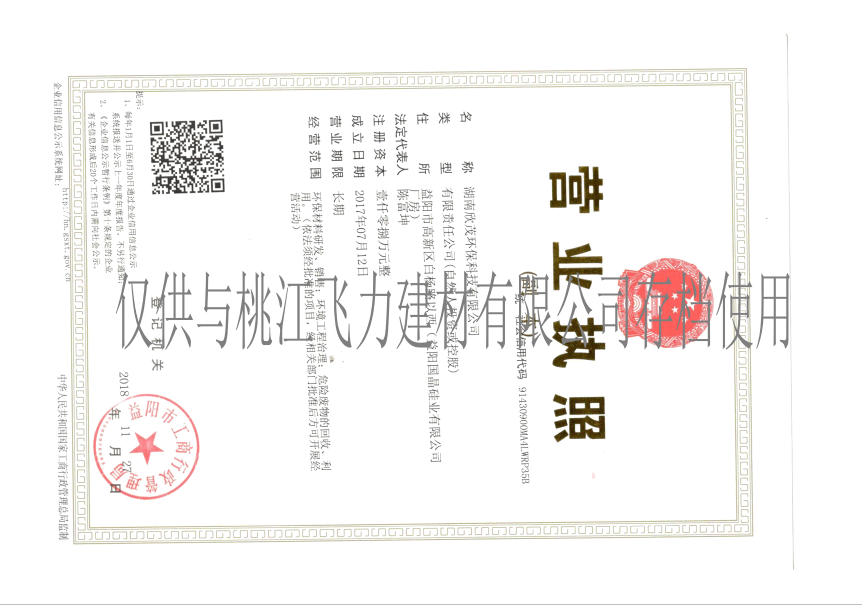 营业执照
(副 本)
统一社会信用代码 91430900MA4LWRP35B
名 称 湖南欣茂环保科技有限公司
类 型 有限责任公司(自然人投资或控股)
住 所 益阳市高新区白杨路以西(益阳国晶硅业有限公司
厂房)
法定代表人 陈富坤
注册资本 壹仟零捌万元整
成立日期 2017年07月12日
营业期限 长期
经营范围 环保材料研发、销售;环境工程治理;危险废物的回收、利
用。(依法须经批准的项目,经相关部门批准后方可开展经
营活动)
登记机关
2018 年 11 月 27 日
益阳市工商行政管理局
提示:
1、每年1月1日至6月30日通过企业信用信息公示
系统报送并公示上一年度年度报告,不另行通知;
2、《企业信息公示暂行条例》第十条规定的企业
有关信息形成后20个工作日内需向社会公示。
企业信用信息公示系统网址:http://hn.gsxt.gov.cn
中华人民共和国国家工商行政管理总局监制
仅供与桃江飞力建材有限公司存档使用